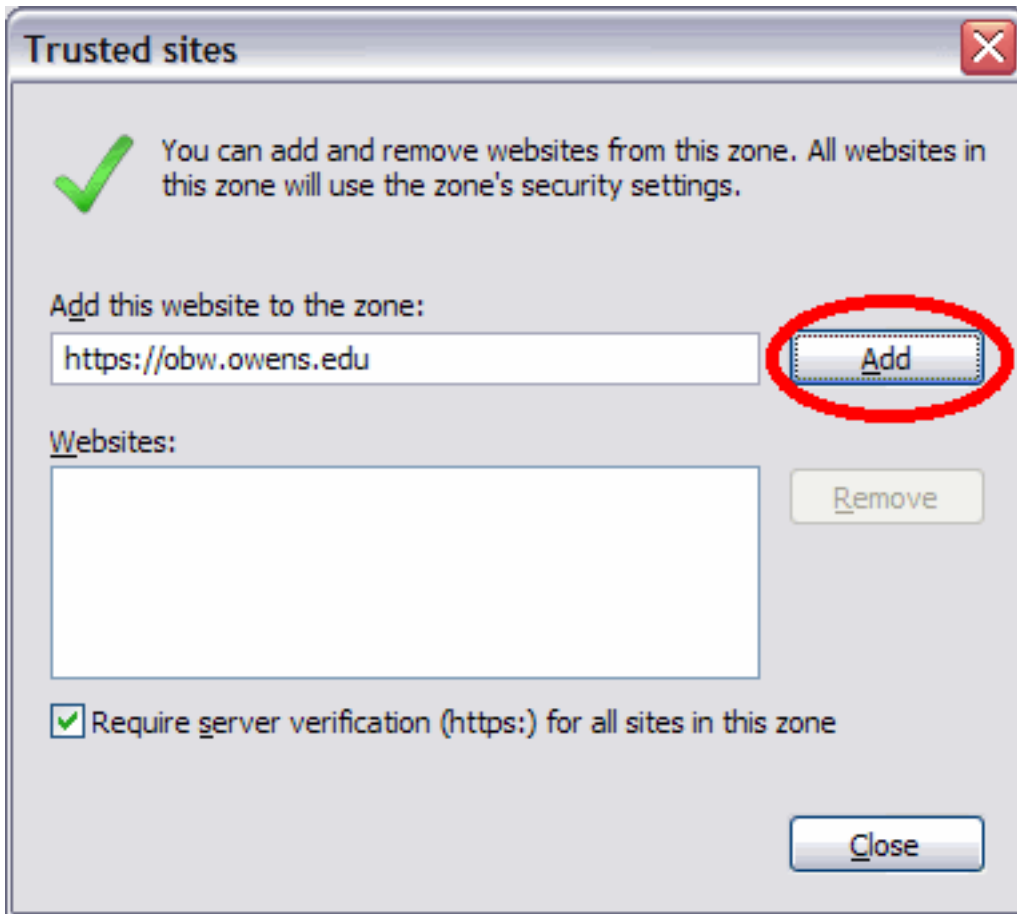 Trusted sites
You can add and remove websites from this zone. All websites in
this zone will use the zone's security settings.
Add this website to the zone:
https://obw.owens.edu
Add
Websites:
Remove
Require server verification (https:) for all sites in this zone
Close